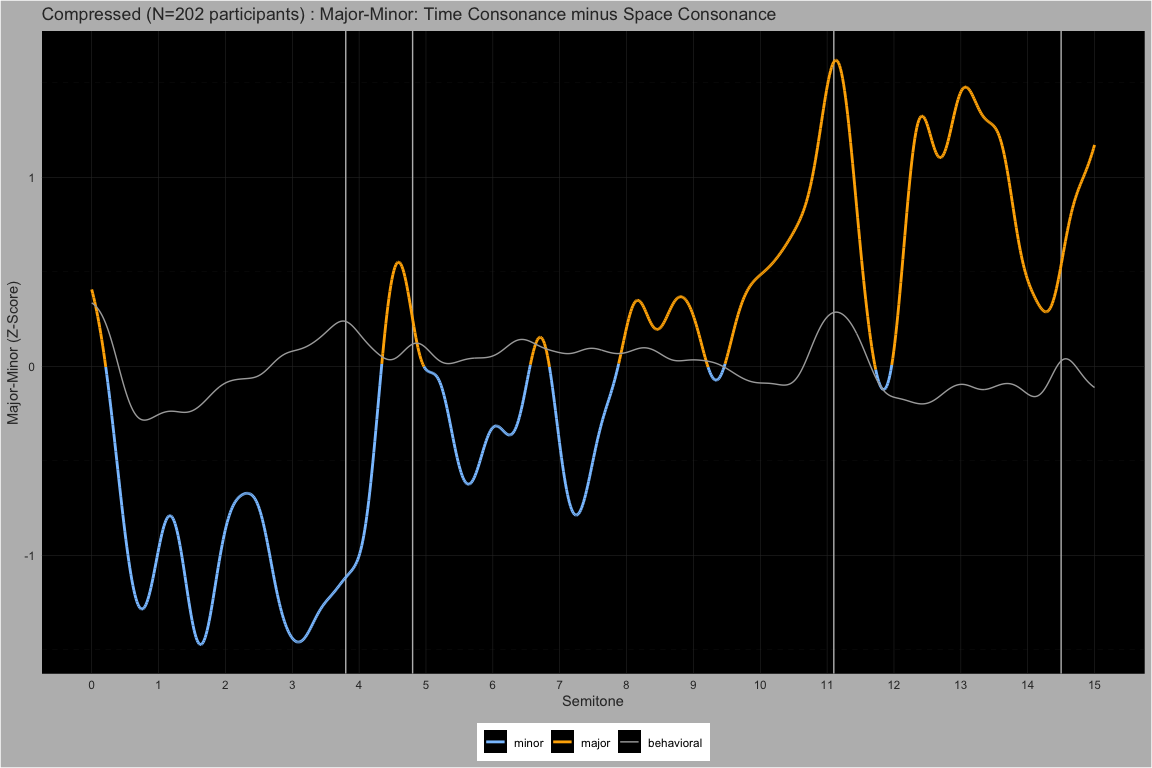 Compressed (N=202 participants) : Major-Minor: Time Consonance minus Space Consonance
Major-Minor (Z-Score)
1
0
-1
0 1 2 3 4 5 6 7 8 9 10 11 12 13 14 15
Semitone
minor major behavioral